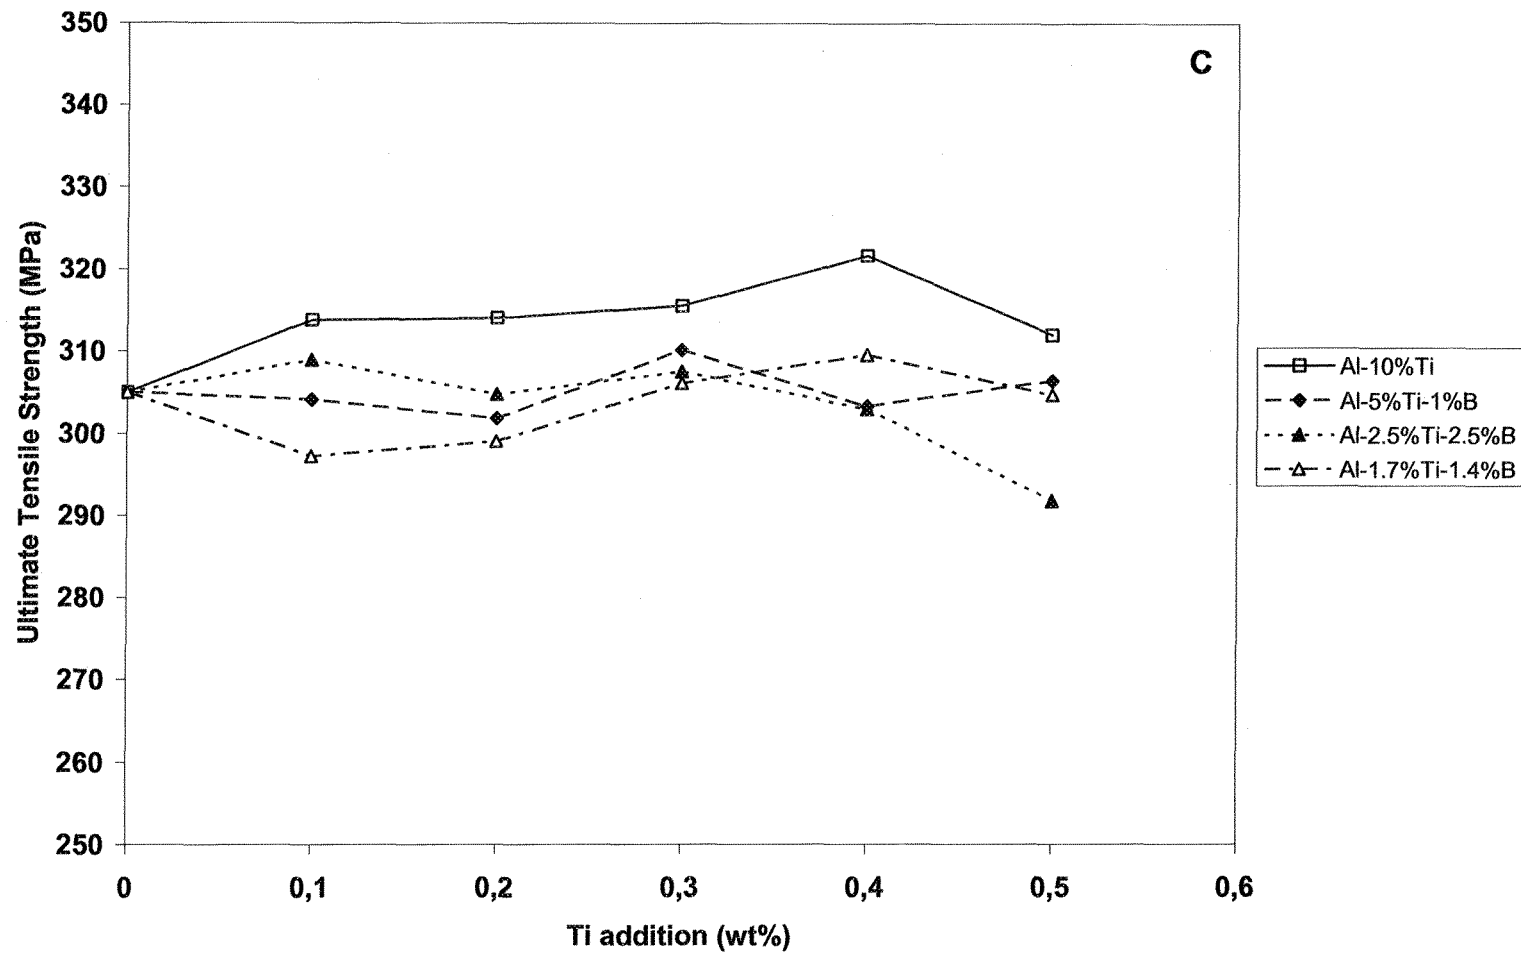 C
350
340
330
320
310
300
290
280
270
260
250
Ultimate Tensile Strength (MPa)
0 0,1 0,2 0,3 0,4 0,5 0,6
Ti addition (wt%)
Al-10%Ti
Al-5%Ti-1%B
Al-2.5%Ti-2.5%B
Al-1.7%Ti-1.4%B